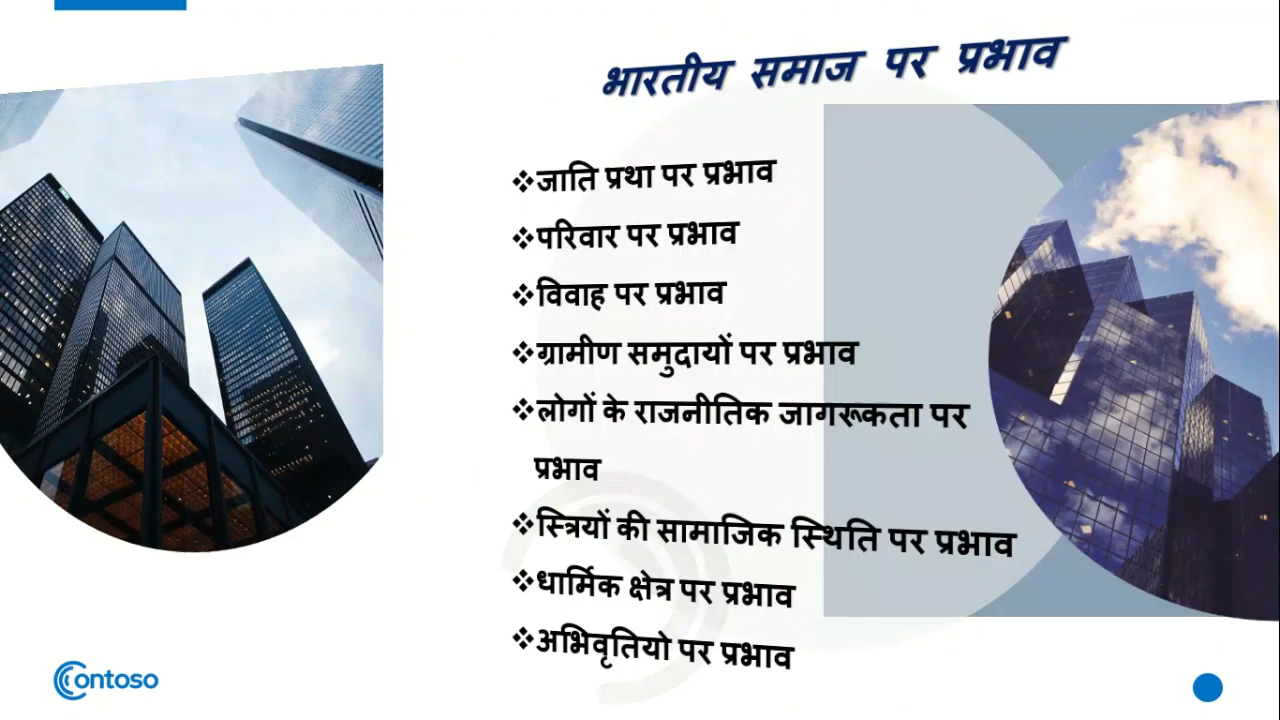 भारतीय समाज पर प्रभाव
❖जाति प्रथा पर प्रभाव
❖परिवार पर प्रभाव
❖विवाह पर प्रभाव
❖ग्रामीण समुदायों पर प्रभाव
❖लोगों के राजनीतिक जागरूकता पर
प्रभाव
❖स्त्रियों की सामाजिक स्थिति पर प्रभाव
❖धार्मिक क्षेत्र पर प्रभाव
❖अभिवृतियो पर प्रभाव
Contoso